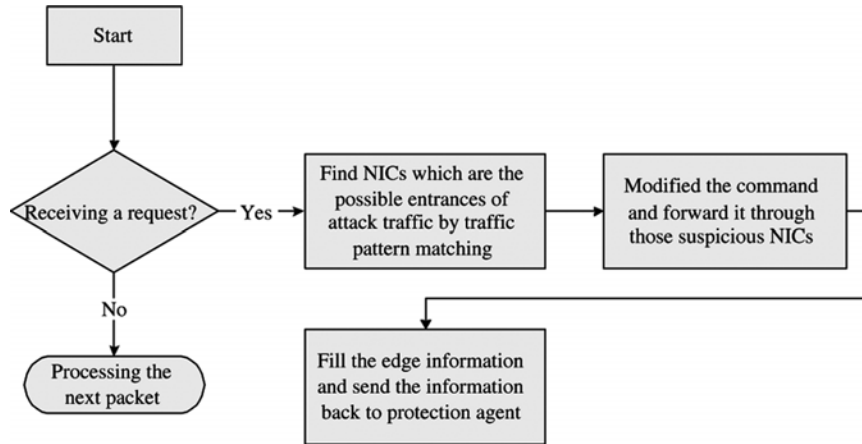 Start
Receiving a request?
Yes
Find NICs which are the
possible entrances of
attack traffic by traffic
pattern matching
Modified the command
and forward it through
those suspicious NICs
No
Processing the
next packet
Fill the edge information
and send the information
back to protection agent